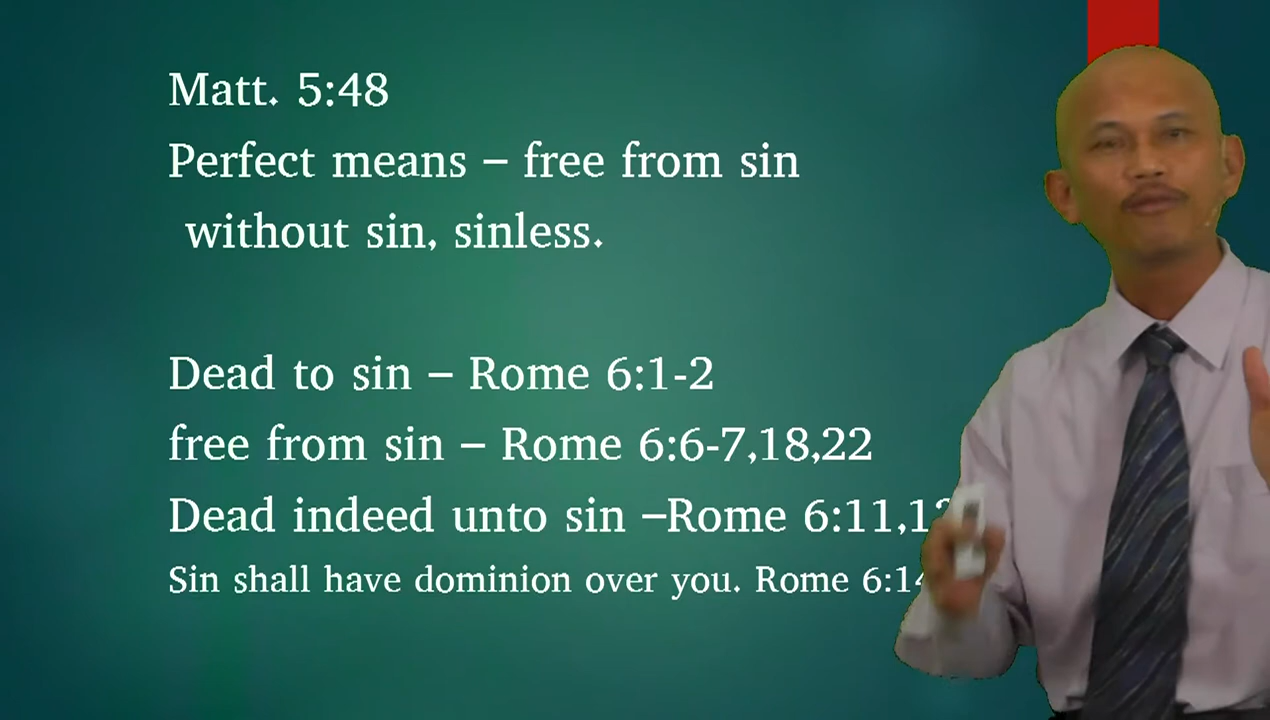 Matt. 5:48
Perfect means – free from sin
without sin, sinless.
Dead to sin – Rome 6:1-2
free from sin – Rome 6:6-7,18,22
Dead indeed unto sin –Rome 6:11,12
Sin shall have dominion over you. Rome 6:14